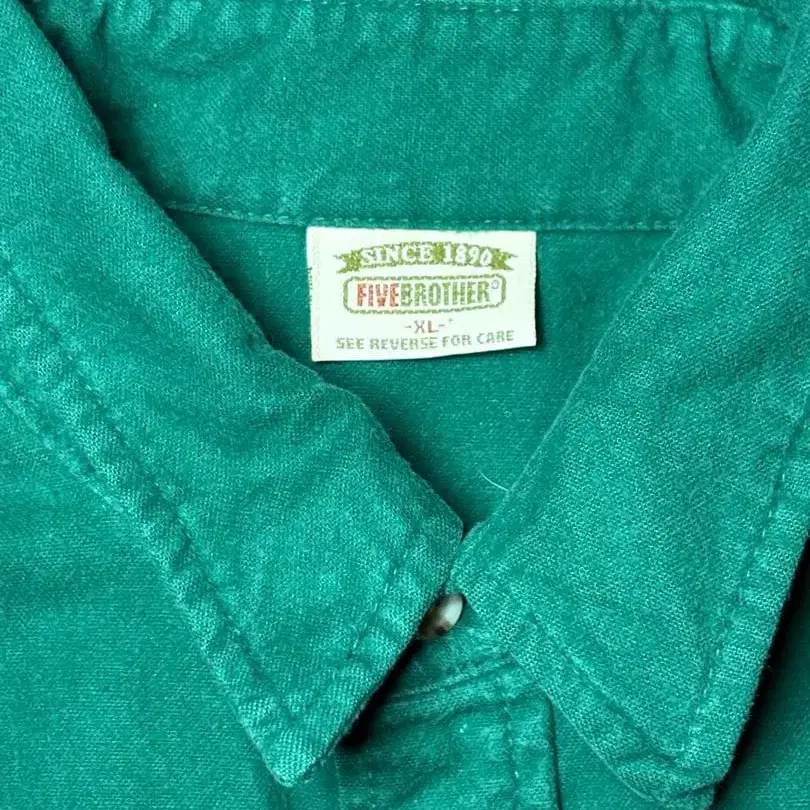 SINCE 1890
FIVEBROTHER®
-XL-
SEE REVERSE FOR CARE